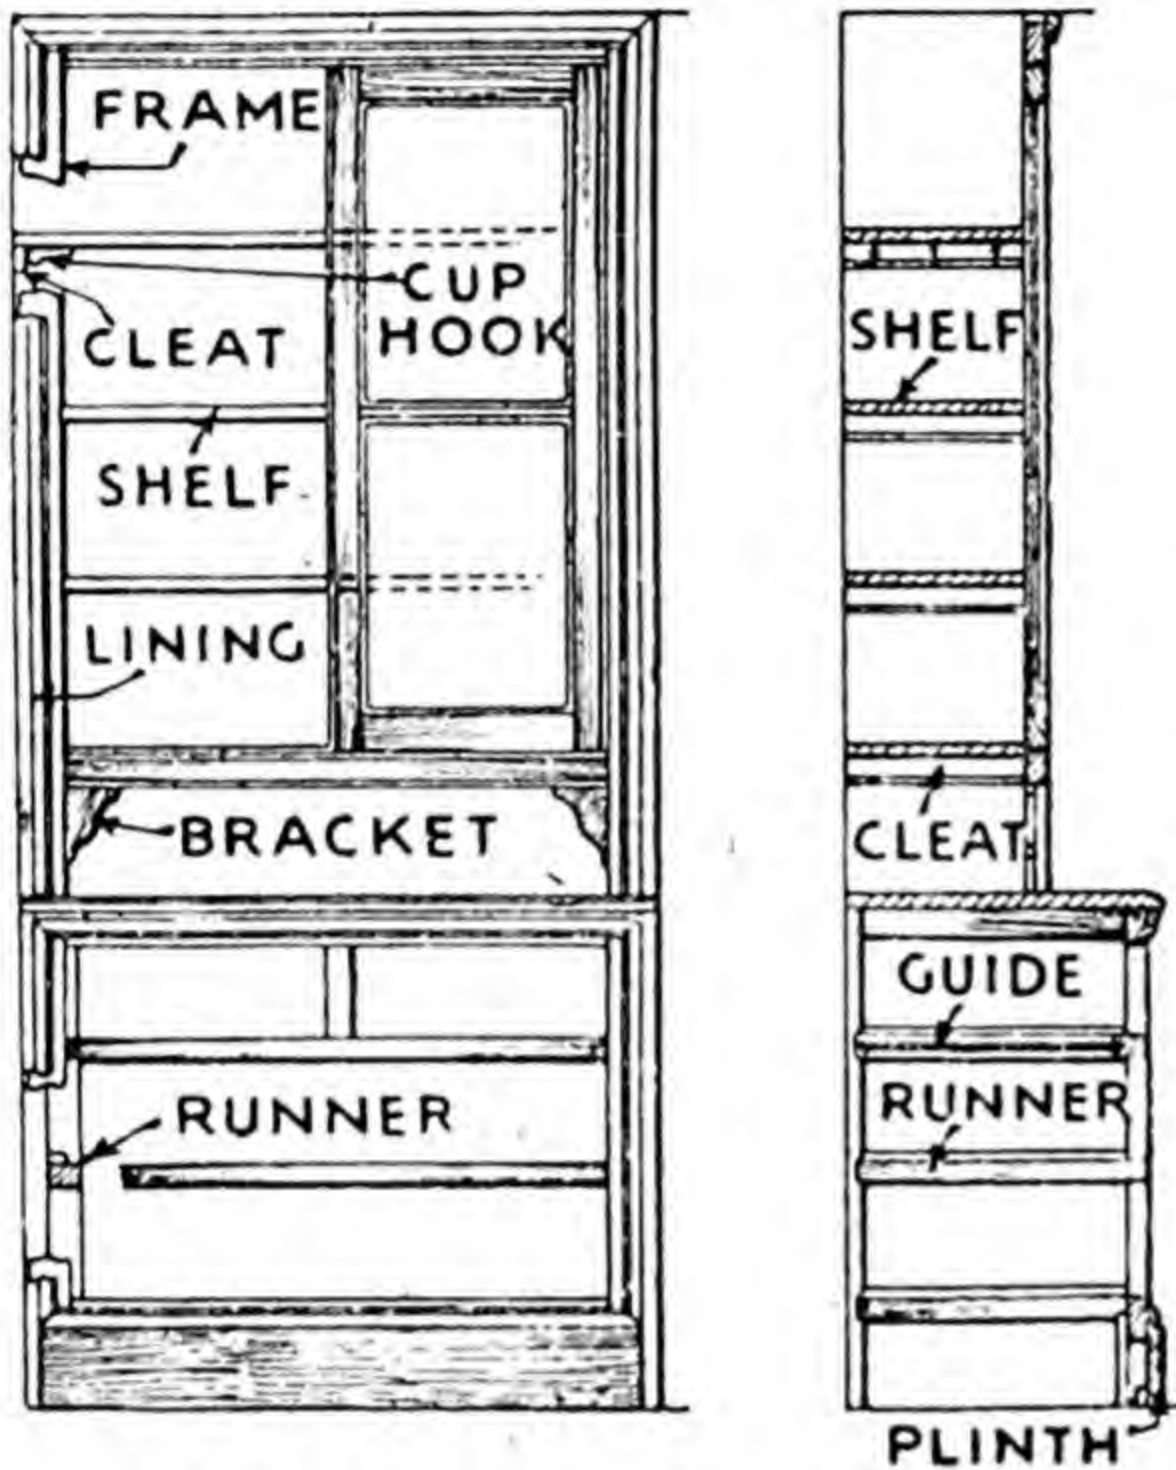 FRAME
CUP
HOOK
CLEAT
SHELF
LINING
BRACKET
RUNNER
SHELF
CLEAT
GUIDE
RUNNER
PLINTH